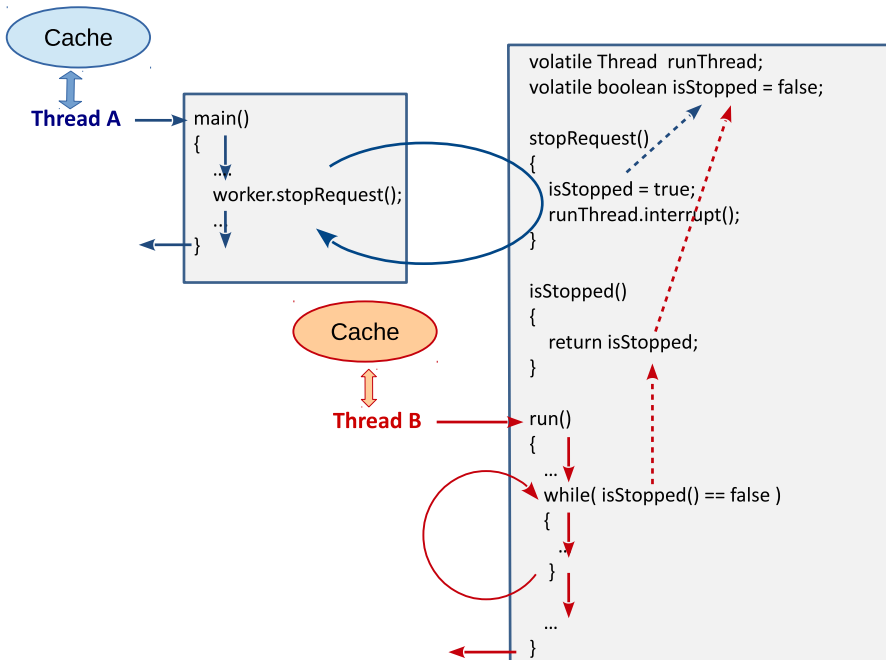 Cache
Thread A
main()
{
....
worker.stopRequest();
...
}
Cache
Thread B
volatile Thread runThread;
volatile boolean isStopped = false;
stopRequest()
{
isStopped = true;
runThread.interrupt();
}
isStopped()
{
return isStopped;
}
run()
{
...
while( isStopped() == false )
{
...
}
...
}